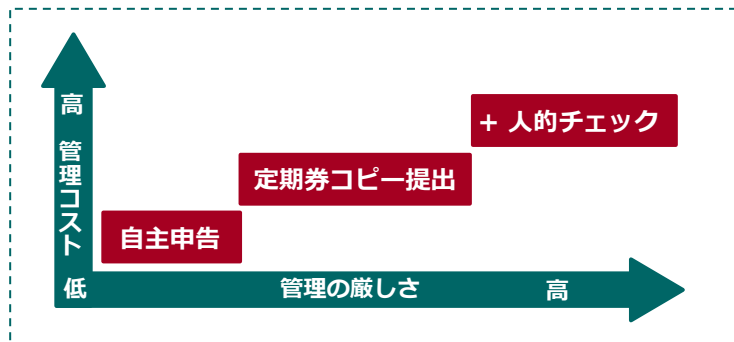 高
管理コスト
低
自主申告
定期券コピー提出
+ 人的チェック
管理の厳しさ
高